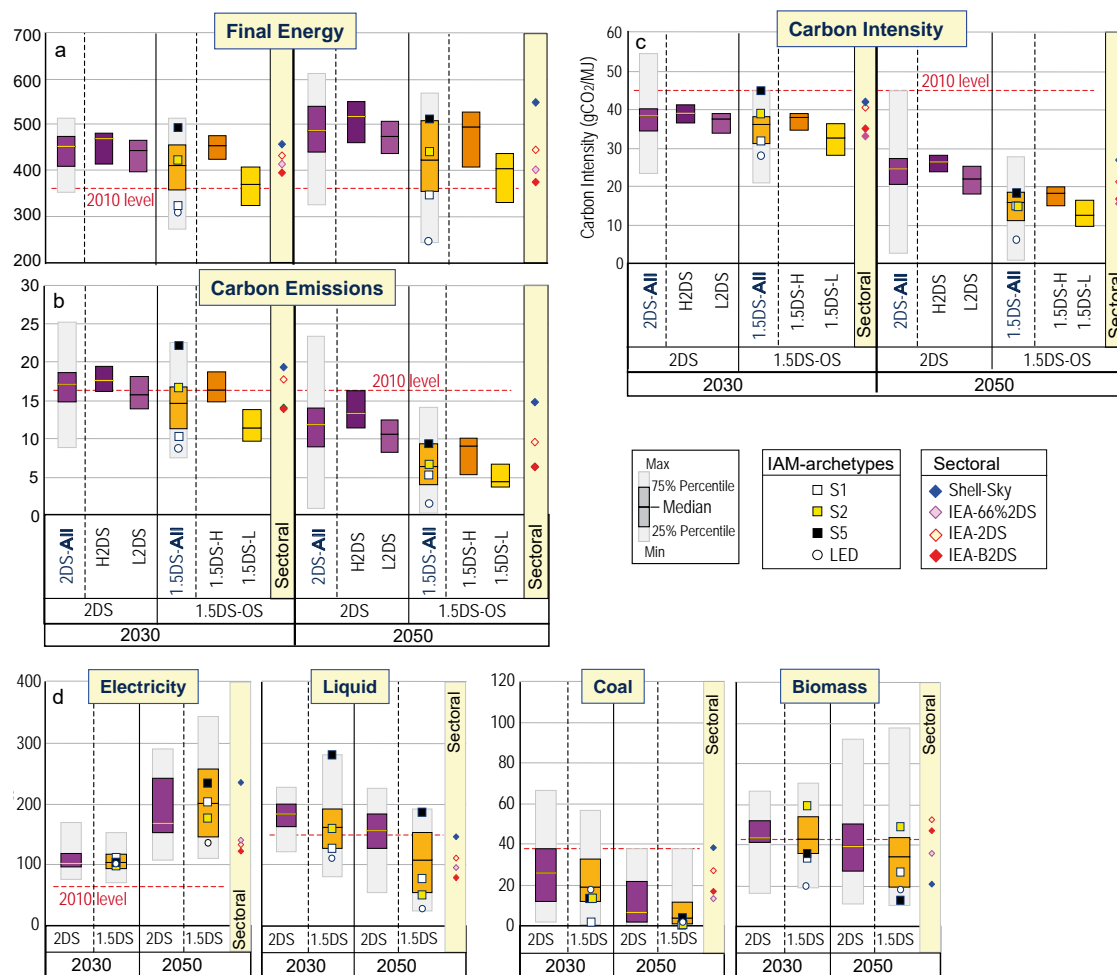 Final Energy
a
700
600
500
400
300
200
2010 level
Carbon Emissions
b
30
25
20
15
10
5
0
2010 level
2DS-All
H2DS
L2DS
1.5DS-All
1.5DS-H
1.5DS-L
Sectoral
2DS
1.5DS-OS
2DS
1.5DS-OS
2030
2050
2DS-All
H2DS
L2DS
1.5DS-All
1.5DS-H
1.5DS-L
Sectoral
Carbon Intensity
c
Carbon Intensity (gCO2/MJ)
60
50
40
30
20
10
0
2010 level
2DS-All
H2DS
L2DS
1.5DS-All
1.5DS-H
1.5DS-L
Sectoral
2DS-All
H2DS
L2DS
1.5DS-All
1.5DS-H
1.5DS-L
Sectoral
2DS
1.5DS-OS
2DS
1.5DS-OS
2030
2050
Max
75% Percentile
Median
25% Percentile
Min
IAM-archetypes
S1
S2
S5
LED
Sectoral
Shell-Sky
IEA-66%2DS
IEA-2DS
IEA-B2DS
d
Electricity
Liquid
Coal
Biomass
400
300
200
100
0
2010 level
Sectoral
2DS
1.5DS
2DS
1.5DS
2030
2050
Sectoral
2DS
1.5DS
2DS
1.5DS
2030
2050
120
100
80
60
40
20
0
Sectoral
2DS
1.5DS
2DS
1.5DS
2030
2050
Sectoral
2DS
1.5DS
2DS
1.5DS
2030
2050